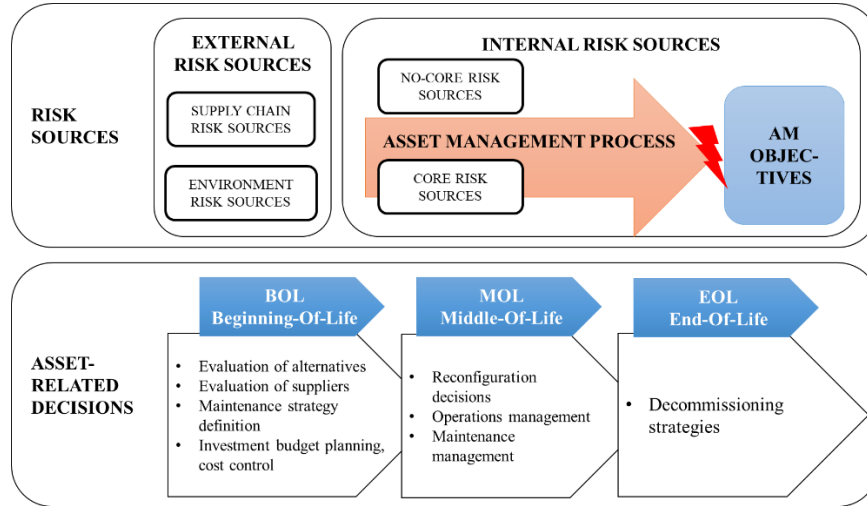 EXTERNAL
RISK SOURCES
INTERNAL RISK SOURCES
RISK
SOURCES
SUPPLY CHAIN
RISK SOURCES
ENVIRONMENT
RISK SOURCES
NO-CORE RISK
SOURCES
ASSET MANAGEMENT PROCESS
CORE RISK
SOURCES
AM
OBJEC-
TIVES
ASSET-
RELATED
DECISIONS
BOL
Beginning-Of-Life
• Evaluation of alternatives
• Evaluation of suppliers
• Maintenance strategy
definition
• Investment budget planning,
cost control
MOL
Middle-Of-Life
• Reconfiguration
decisions
• Operations management
• Maintenance
management
EOL
End-Of-Life
• Decommissioning
strategies